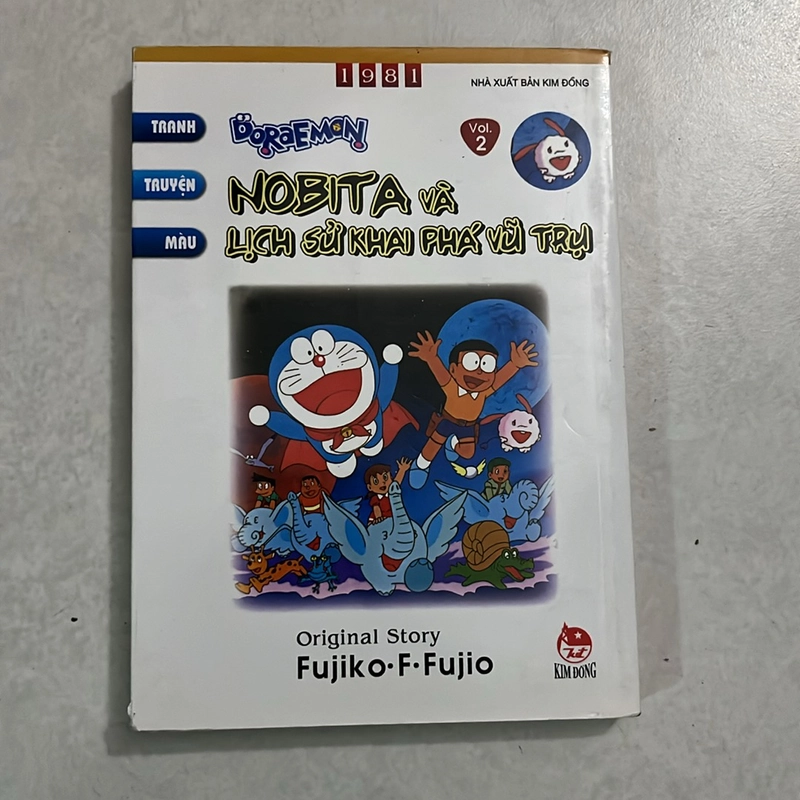 1981
NHÀ XUẤT BẢN KIM ĐỒNG
TRANH
TRUYỆN
MÀU
DORAEMON
Vol.
2
NOBITA VÀ
LỊCH SỬ KHAI PHÁ VŨ TRỤ
Original Story
Fujiko·F·Fujio
KIM ĐỒNG